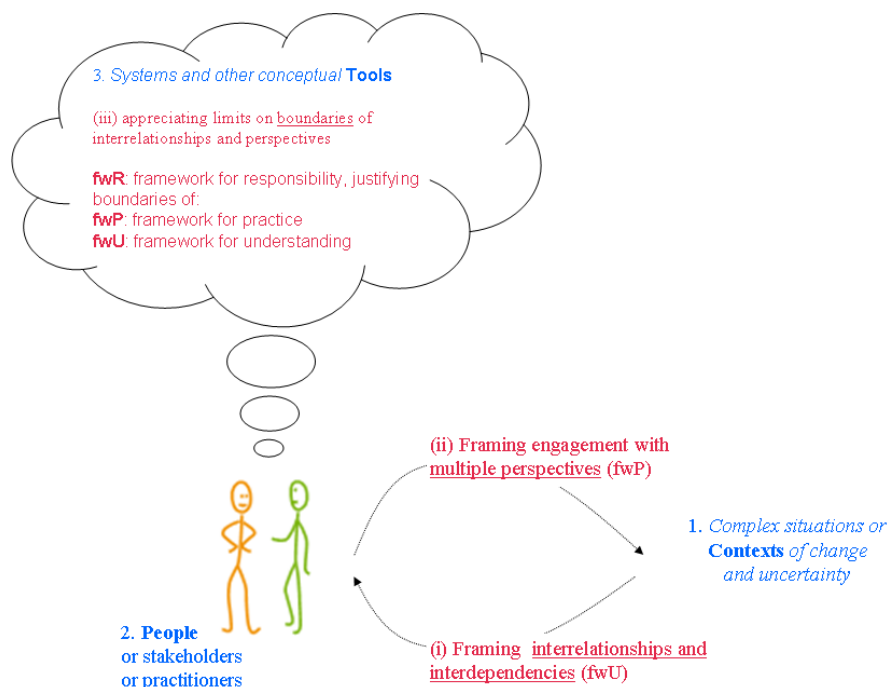 3. Systems and other conceptual Tools
(iii) appreciating limits on boundaries of
interrelationships and perspectives
fwR: framework for responsibility, justifying
boundaries of:
fwP: framework for practice
fwU: framework for understanding
(ii) Framing engagement with
multiple perspectives (fwP)
1. Complex situations or
Contexts of change
and uncertainty
2. People
or stakeholders
or practitioners
(i) Framing interrelationships and
interdependencies (fwU)